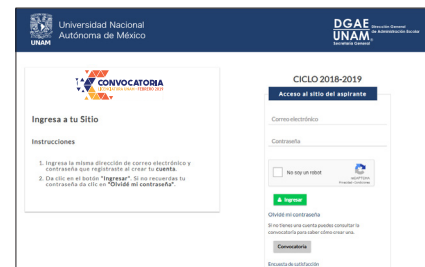 Universidad Nacional
Autónoma de México
UNAM
DGAE
Dirección General
de Administración Escolar
UNAM
Secretaría General
CONVOCATORIA
FEBRERO 2018
Ingresa a tu Sitio
Instrucciones
1. Ingresa la misma dirección de correo electrónico y
contraseña que registraste al crear tu cuenta.
2. Da clic en el botón "Ingresar". Si no recuerdas tu
contraseña da clic en "Olvidé mi contraseña".
CICLO 2018-2019
Acceso al sitio del aspirante
Correo electrónico
Contraseña
No soy un robot
reCAPTCHA
Ingresar
Olvidé mi contraseña
Si no tienes una cuenta puedes consultar la
convocatoria para saber cómo crear una.
Convocatoria
Encuesta de satisfacción